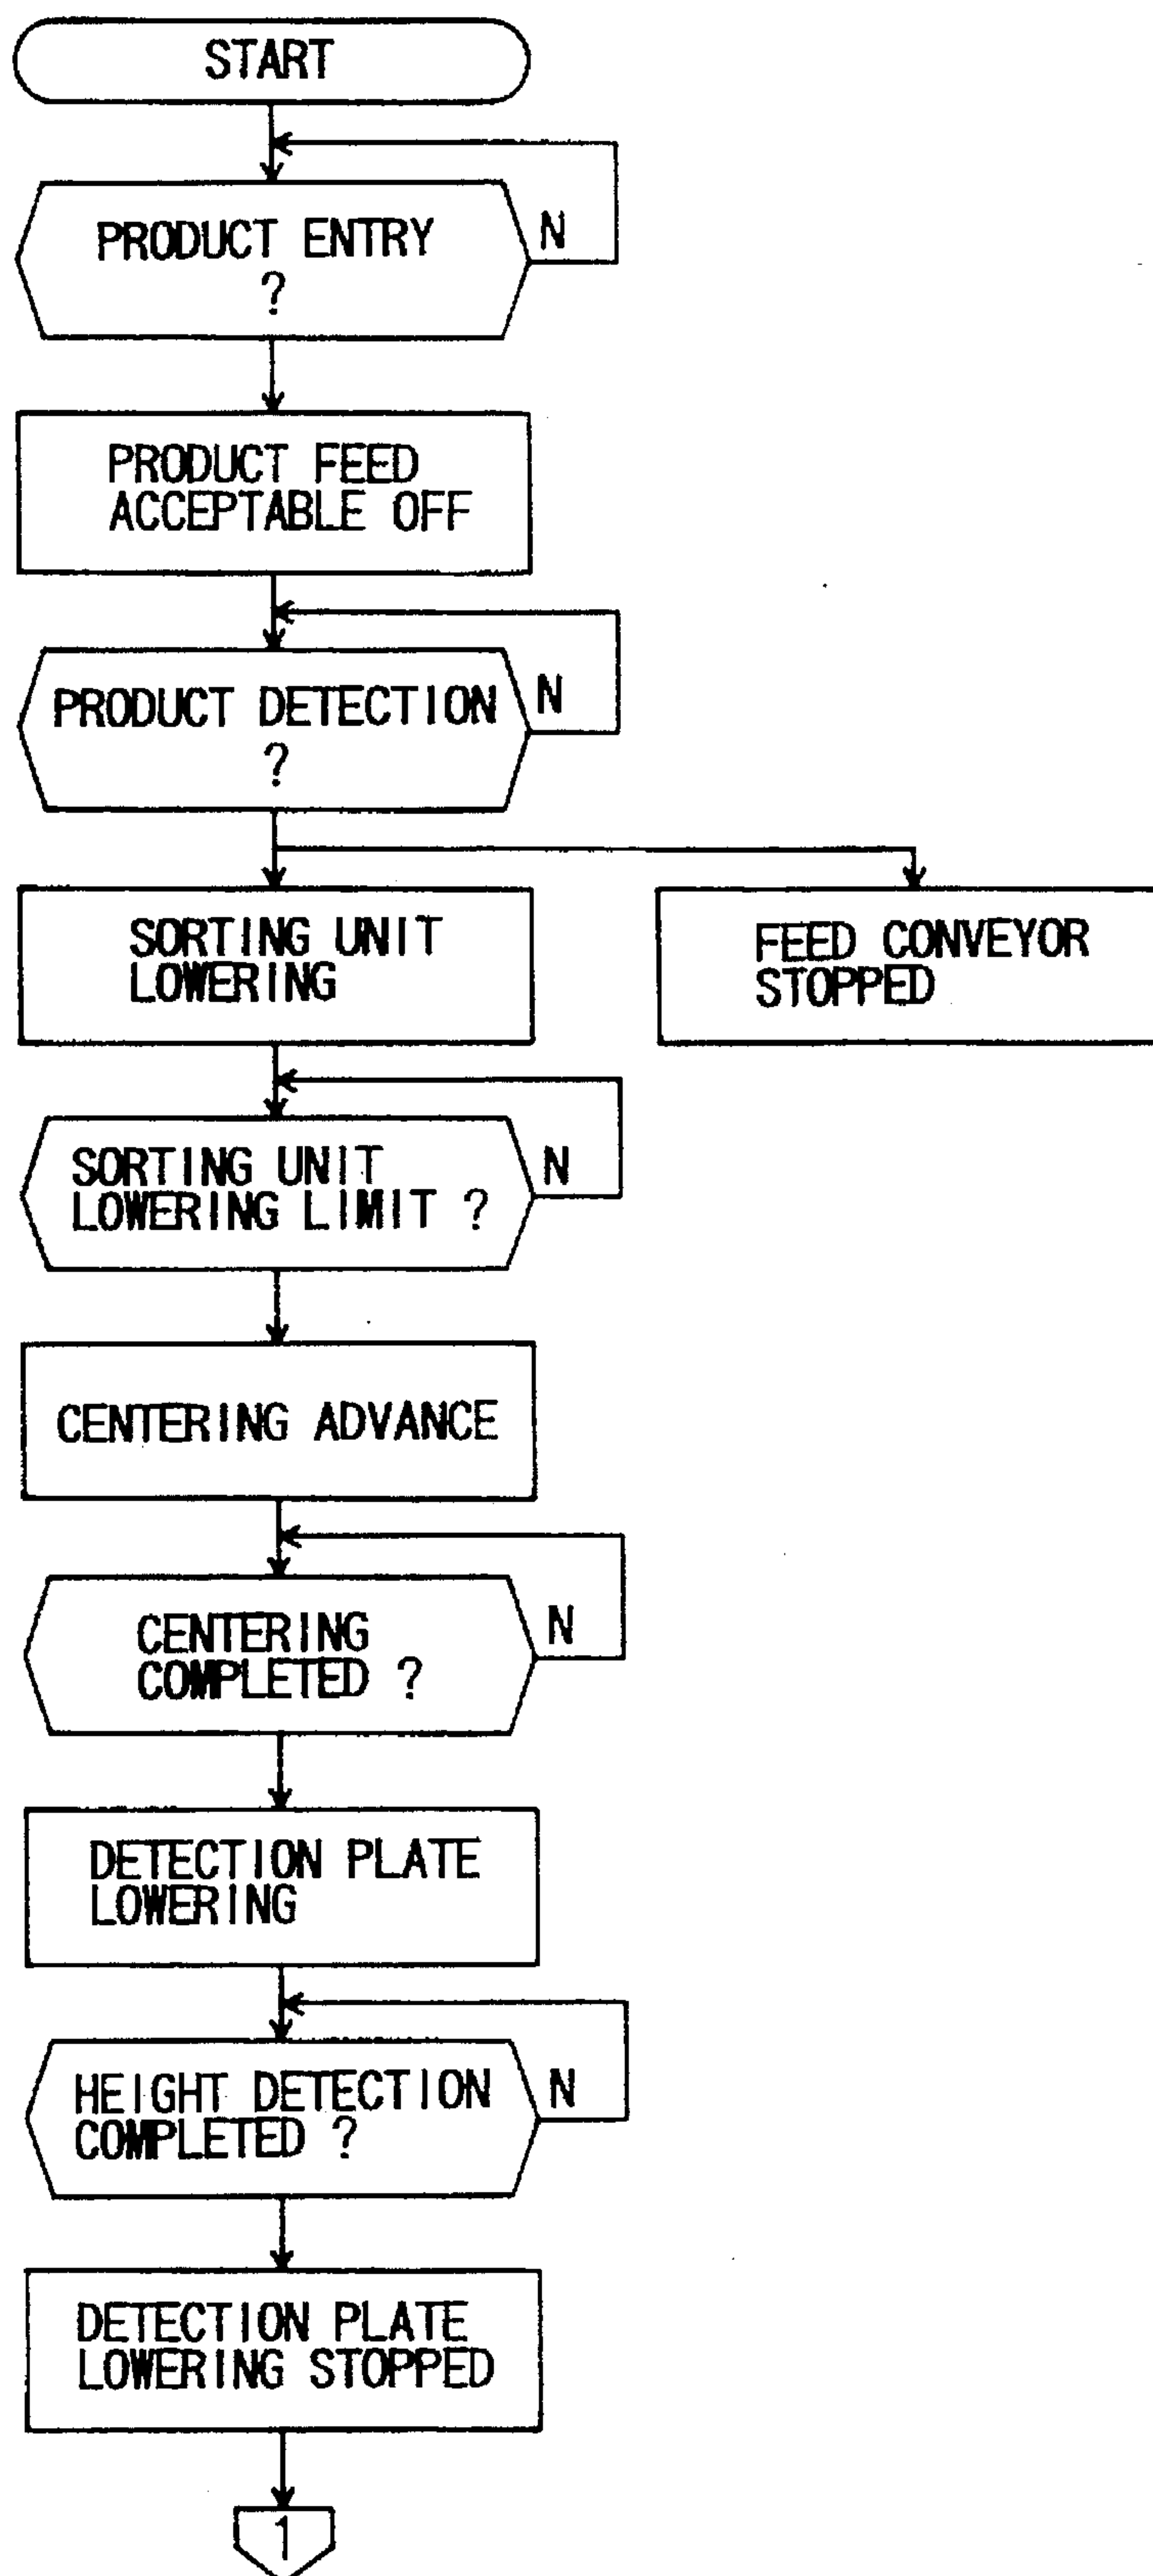 START
PRODUCT ENTRY
?
N
PRODUCT FEED
ACCEPTABLE OFF
PRODUCT DETECTION
?
N
SORTING UNIT
LOWERING
FEED CONVEYOR
STOPPED
SORTING UNIT
LOWERING LIMIT ?
N
CENTERING ADVANCE
CENTERING
COMPLETED ?
N
DETECTION PLATE
LOWERING
HEIGHT DETECTION
COMPLETED ?
N
DETECTION PLATE
LOWERING STOPPED
1